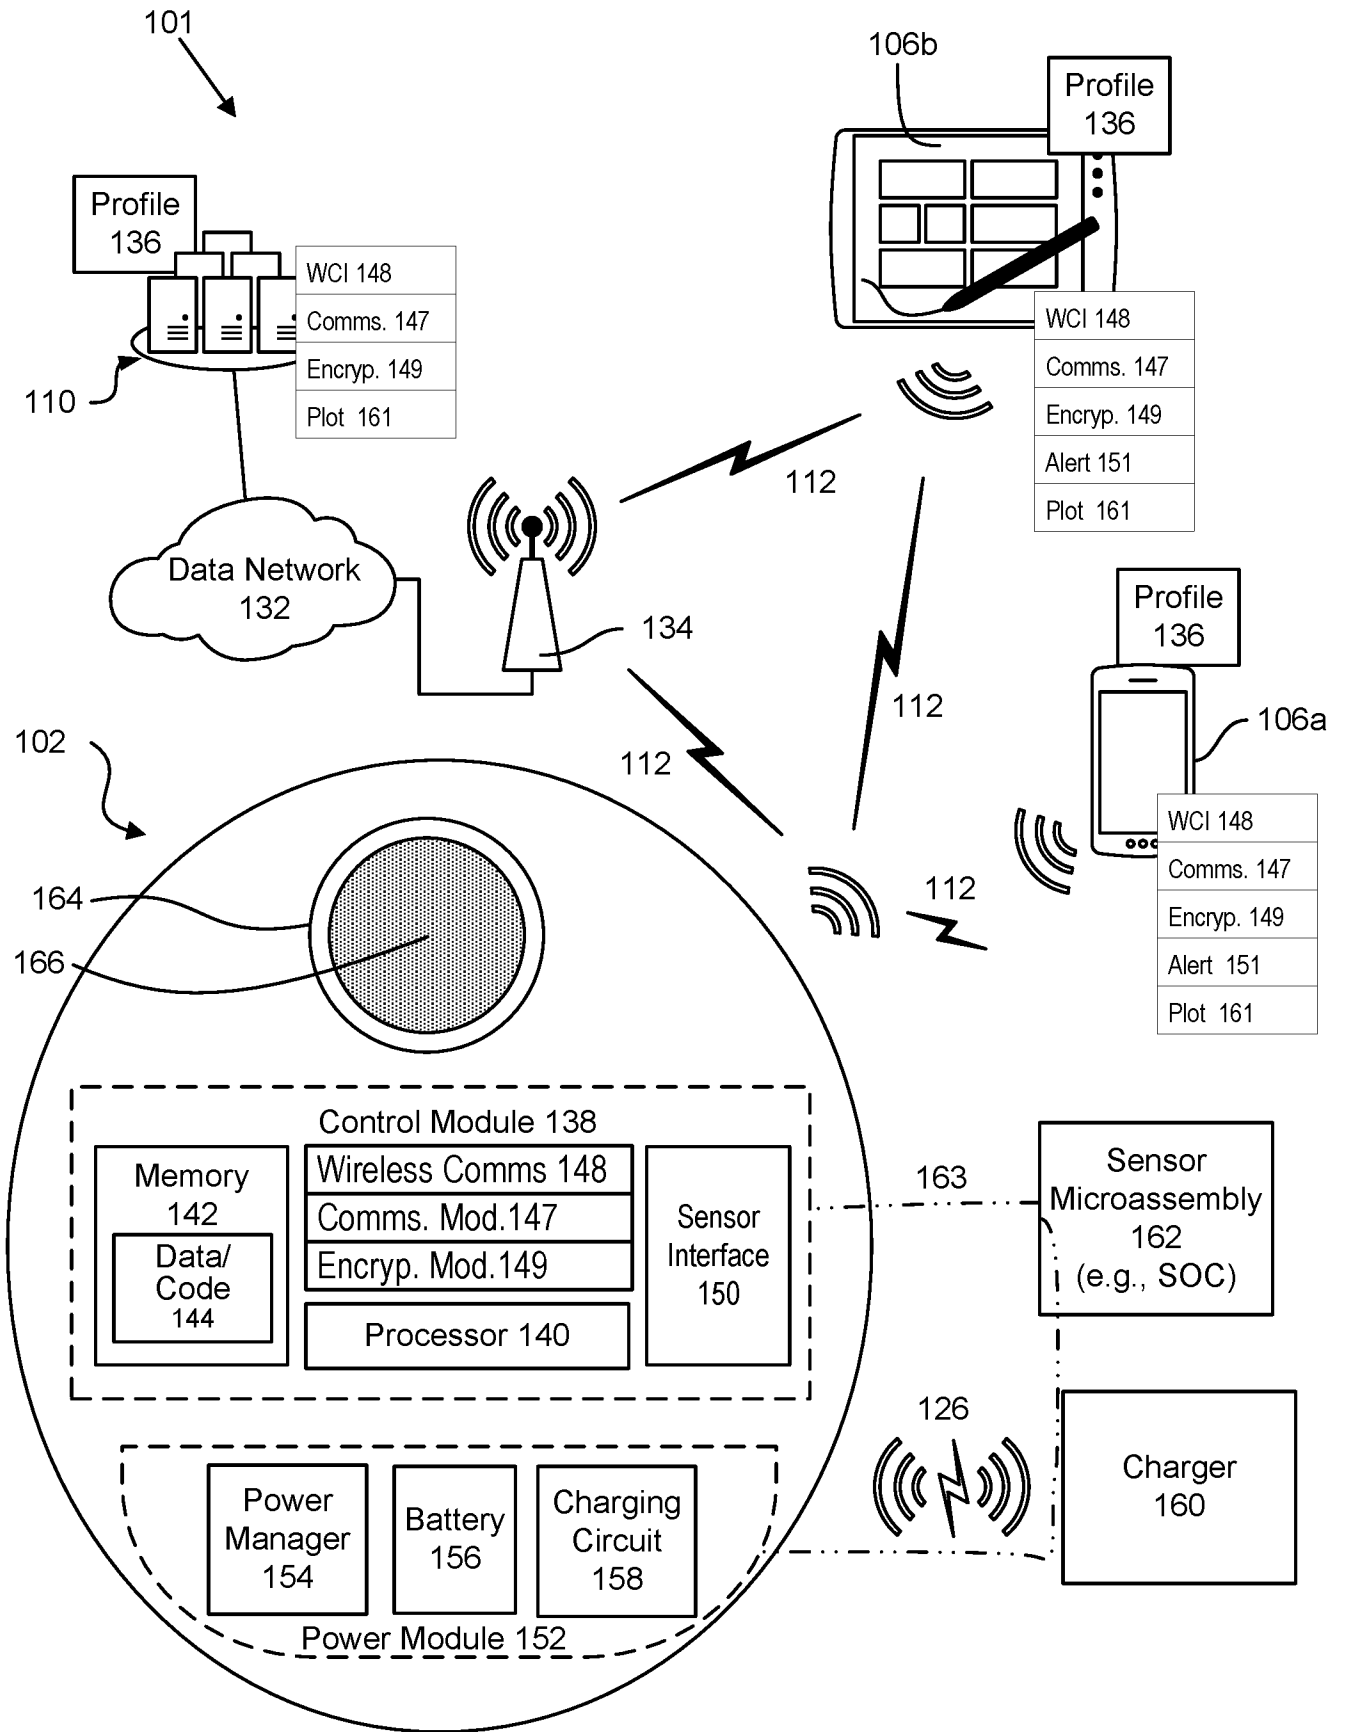 101
106b
Profile
136
Profile
136
WCI 148
Comms. 147
Encryp. 149
Plot 161
110
WCI 148
Comms. 147
Encryp. 149
Alert 151
Plot 161
112
Data Network
132
134
Profile
136
112
106a
102
112
WCI 148
Comms. 147
Encryp. 149
Alert 151
Plot 161
164
112
166
Control Module 138
Memory
142
Data/
Code
144
Wireless Comms 148
Comms. Mod.147
Encryp. Mod.149
Processor 140
Sensor
Interface
150
163
Sensor
Microassembly
162
(e.g., SOC)
126
Charger
160
Power
Manager
154
Battery
156
Charging
Circuit
158
Power Module 152